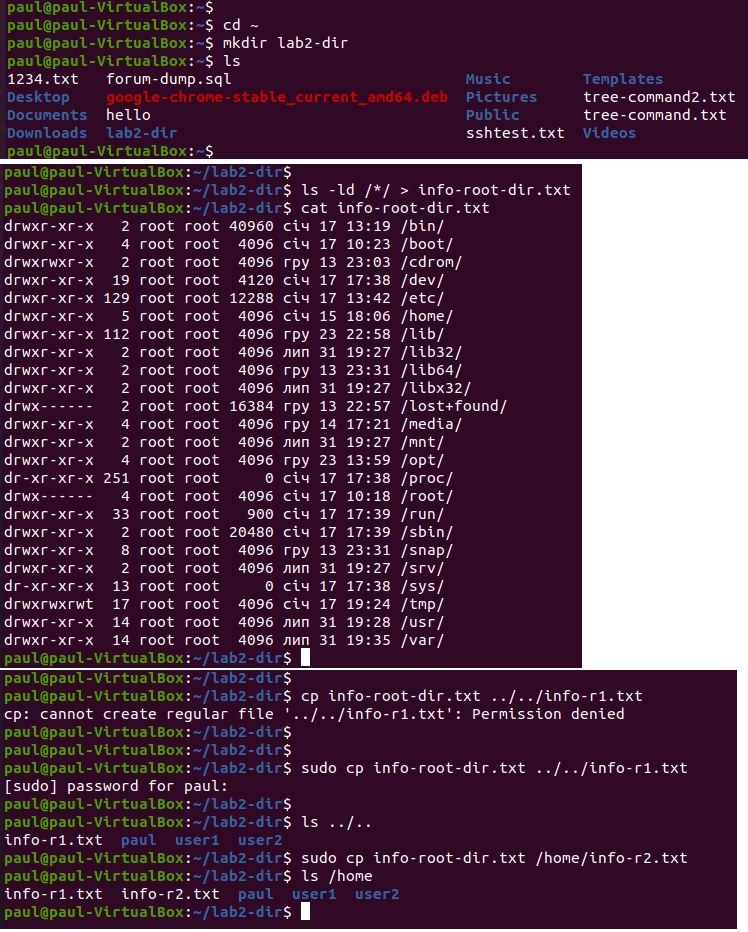 paul@paul-VirtualBox:~$
paul@paul-VirtualBox:~$ cd ~
paul@paul-VirtualBox:~$ mkdir lab2-dir
paul@paul-VirtualBox:~$ ls
1234.txt   forum-dump.sql                          Music      Templates
Desktop    google-chrome-stable_current_amd64.deb  Pictures   tree-command2.txt
Documents  hello                                   Public     tree-command.txt
Downloads  lab2-dir                                sshtest.txt  Videos
paul@paul-VirtualBox:~$
paul@paul-VirtualBox:~/lab2-dir$
paul@paul-VirtualBox:~/lab2-dir$ ls -ld /*/ > info-root-dir.txt
paul@paul-VirtualBox:~/lab2-dir$ cat info-root-dir.txt
drwxr-xr-x   2 root root 40960 січ 17 13:19 /bin/
drwxr-xr-x   4 root root  4096 січ 17 10:23 /boot/
drwxrwxr-x   2 root root  4096 гру 13 23:03 /cdrom/
drwxr-xr-x  19 root root  4120 січ 17 17:38 /dev/
drwxr-xr-x 129 root root 12288 січ 17 13:42 /etc/
drwxr-xr-x   5 root root  4096 січ 15 18:06 /home/
drwxr-xr-x 112 root root  4096 гру 23 22:58 /lib/
drwxr-xr-x   2 root root  4096 лип 31 19:27 /lib32/
drwxr-xr-x   2 root root  4096 гру 13 23:31 /lib64/
drwxr-xr-x   2 root root  4096 лип 31 19:27 /libx32/
drwx------   2 root root 16384 гру 13 22:57 /lost+found/
drwxr-xr-x   4 root root  4096 гру 14 17:21 /media/
drwxr-xr-x   2 root root  4096 лип 31 19:27 /mnt/
drwxr-xr-x   4 root root  4096 гру 23 13:59 /opt/
dr-xr-xr-x 251 root root     0 січ 17 17:38 /proc/
drwx------   4 root root  4096 січ 17 10:18 /root/
drwxr-xr-x  33 root root   900 січ 17 17:39 /run/
drwxr-xr-x   2 root root 20480 січ 17 17:39 /sbin/
drwxr-xr-x   8 root root  4096 гру 13 23:31 /snap/
drwxr-xr-x   2 root root  4096 лип 31 19:27 /srv/
dr-xr-xr-x  13 root root     0 січ 17 17:38 /sys/
drwxrwxrwt  17 root root  4096 січ 17 19:24 /tmp/
drwxr-xr-x  14 root root  4096 лип 31 19:28 /usr/
drwxr-xr-x  14 root root  4096 лип 31 19:35 /var/
paul@paul-VirtualBox:~/lab2-dir$
paul@paul-VirtualBox:~/lab2-dir$
paul@paul-VirtualBox:~/lab2-dir$ cp info-root-dir.txt ../../info-r1.txt
cp: cannot create regular file '../../info-r1.txt': Permission denied
paul@paul-VirtualBox:~/lab2-dir$
paul@paul-VirtualBox:~/lab2-dir$
paul@paul-VirtualBox:~/lab2-dir$ sudo cp info-root-dir.txt ../../info-r1.txt
[sudo] password for paul:
paul@paul-VirtualBox:~/lab2-dir$
paul@paul-VirtualBox:~/lab2-dir$ ls ../..
info-r1.txt  paul  user1  user2
paul@paul-VirtualBox:~/lab2-dir$ sudo cp info-root-dir.txt /home/info-r2.txt
paul@paul-VirtualBox:~/lab2-dir$ ls /home
info-r1.txt  info-r2.txt  paul  user1  user2
paul@paul-VirtualBox:~/lab2-dir$